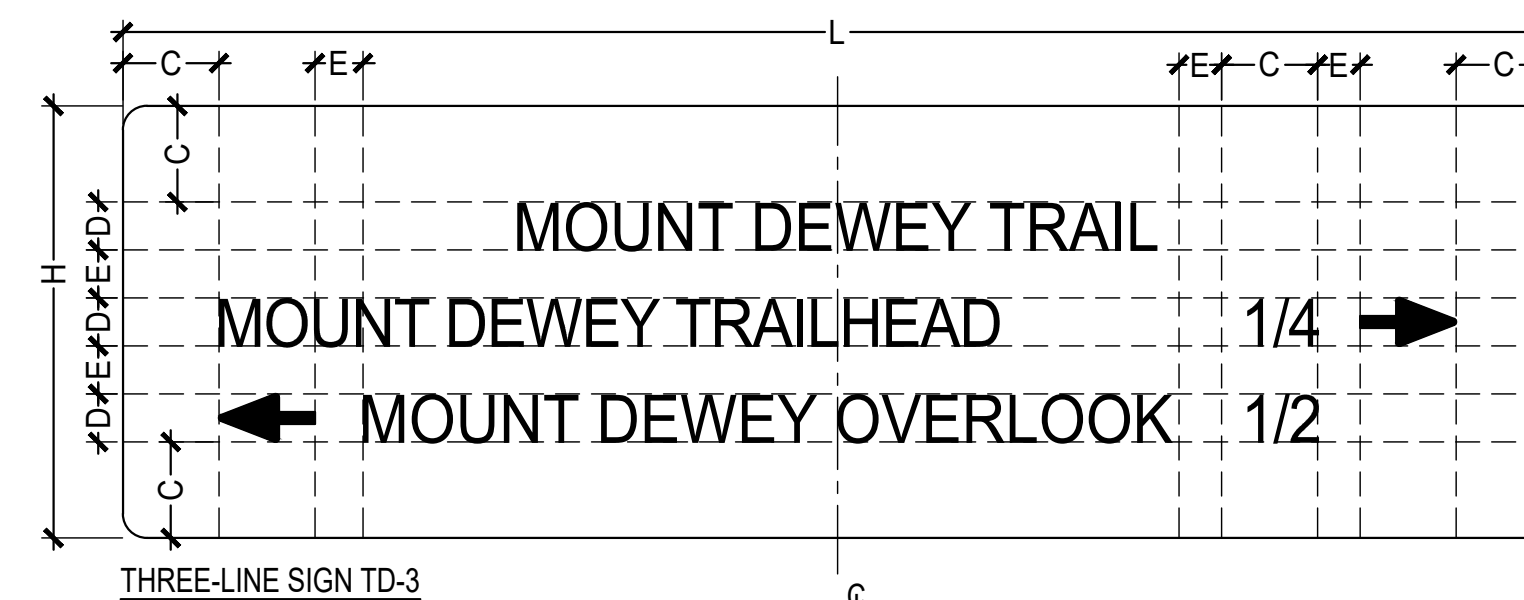 L
C E E C E C
C
D
E
D
E
D
H
C
MOUNT DEWEY TRAIL
MOUNT DEWEY TRAILHEAD 1/4
MOUNT DEWEY OVERLOOK 1/2
THREE-LINE SIGN TD-3
℄